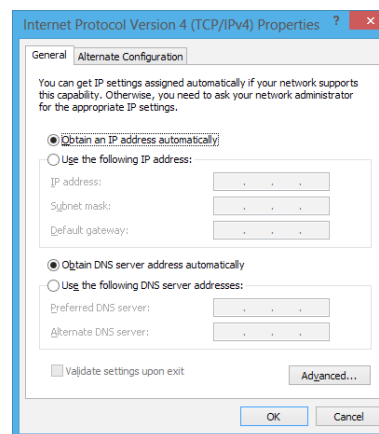 Internet Protocol Version 4 (TCP/IPv4) Properties ? ×
General Alternate Configuration
You can get IP settings assigned automatically if your network supports
this capability. Otherwise, you need to ask your network administrator
for the appropriate IP settings.
Obtain an IP address automatically
Use the following IP address:
IP address: . . .
Subnet mask: . . .
Default gateway: . . .
Obtain DNS server address automatically
Use the following DNS server addresses:
Preferred DNS server: . . .
Alternate DNS server: . . .
Validate settings upon exit
Advanced...
OK Cancel